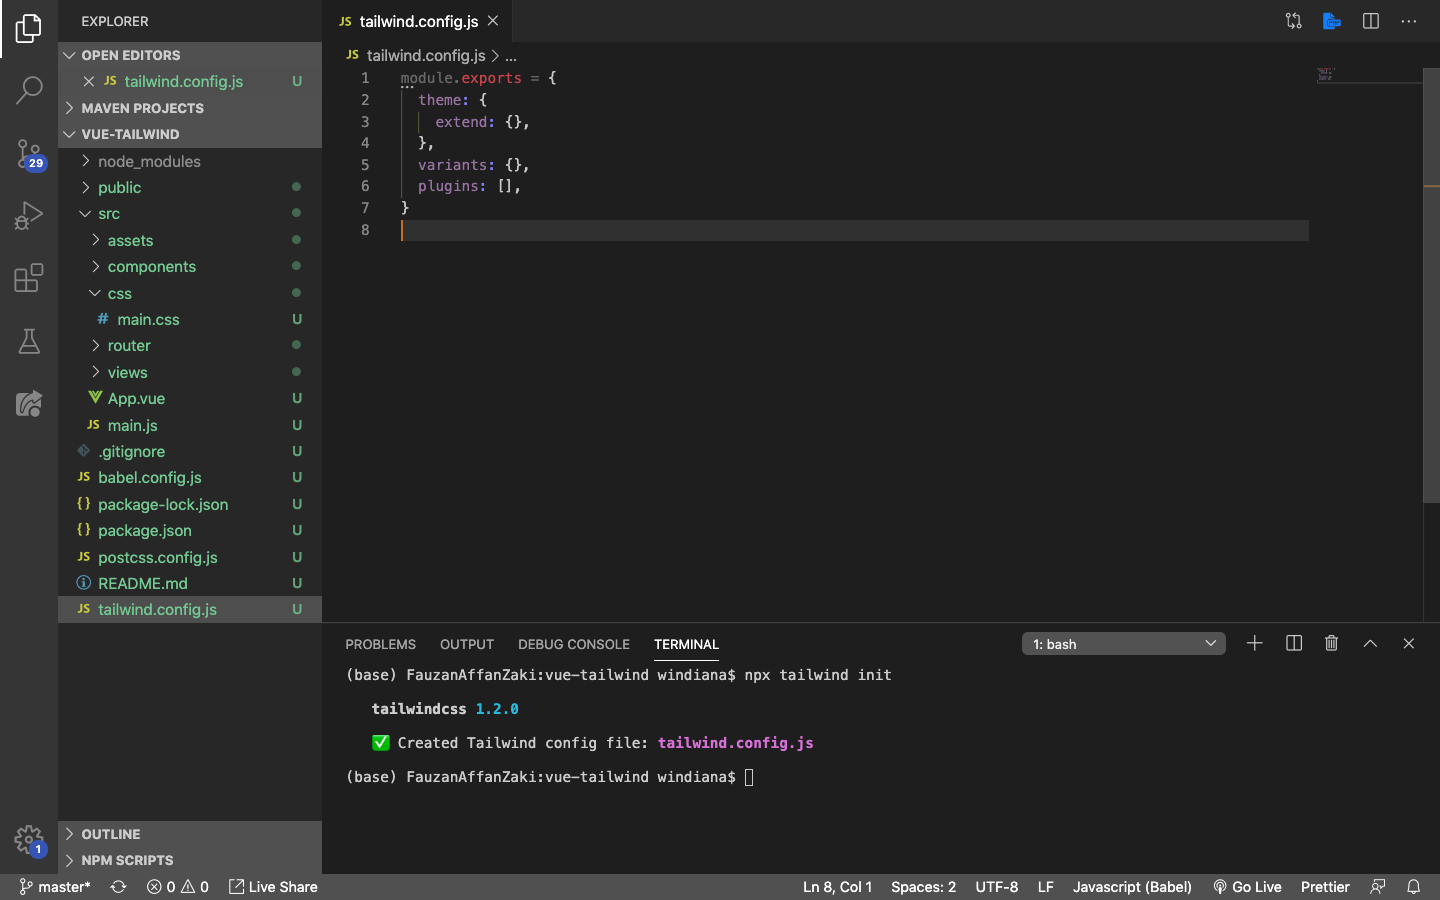 EXPLORER
OPEN EDITORS
JS tailwind.config.js U
MAVEN PROJECTS
VUE-TAILWIND
node_modules
public
src
assets
components
css
# main.css U
router
views
App.vue U
JS main.js U
.gitignore U
JS babel.config.js U
{ } package-lock.json U
{ } package.json U
JS postcss.config.js U
README.md U
JS tailwind.config.js U
OUTLINE
NPM SCRIPTS
29
1
JS tailwind.config.js
JS tailwind.config.js > ...
1 module.exports = {
2 theme: {
3 extend: {},
4 },
5 variants: {},
6 plugins: [],
7 }
8
PROBLEMS OUTPUT DEBUG CONSOLE TERMINAL 1: bash
(base) FauzanAffanZaki:vue-tailwind windiana$ npx tailwind init
tailwindcss 1.2.0
✅ Created Tailwind config file: tailwind.config.js
(base) FauzanAffanZaki:vue-tailwind windiana$
master* 0 0 Live Share Ln 8, Col 1 Spaces: 2 UTF-8 LF Javascript (Babel) Go Live Prettier